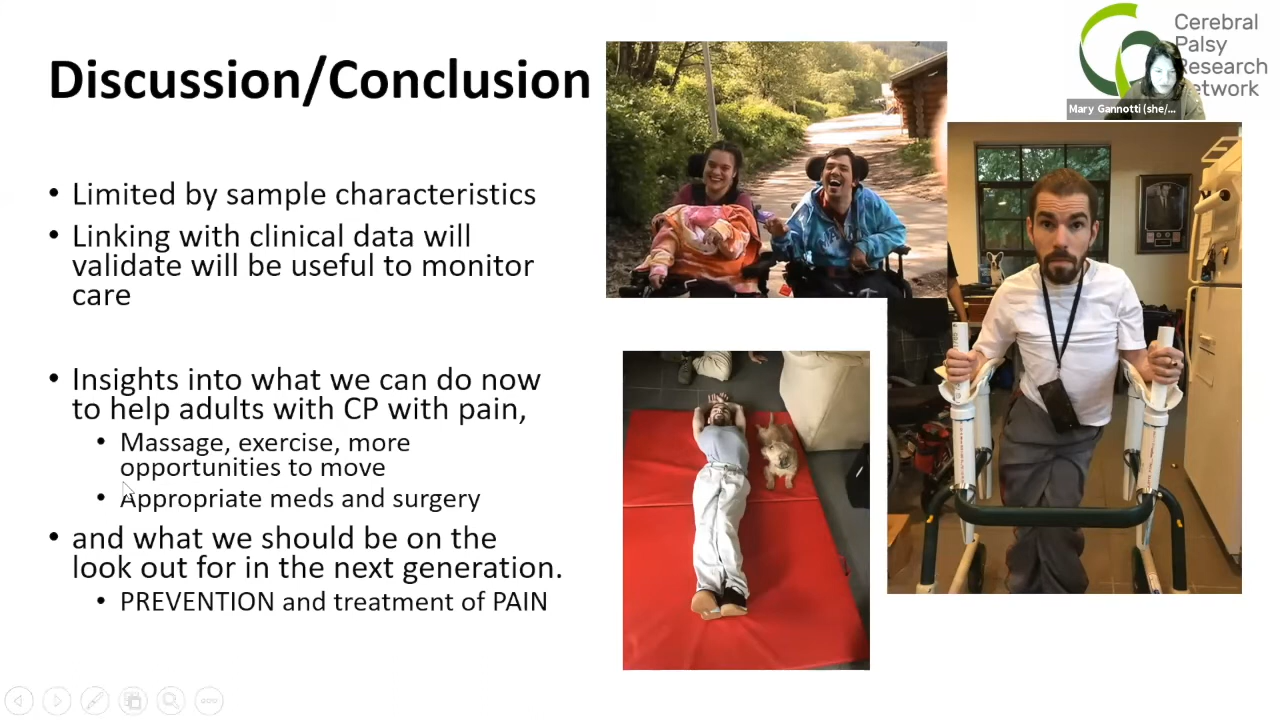 Discussion/Conclusion
Cerebral
Palsy
Research
Network
Mary Gannotti (she/...
• Limited by sample characteristics
• Linking with clinical data will
validate will be useful to monitor
care
• Insights into what we can do now
to help adults with CP with pain,
• Massage, exercise, more
opportunities to move
• Appropriate meds and surgery
• and what we should be on the
look out for in the next generation.
• PREVENTION and treatment of PAIN